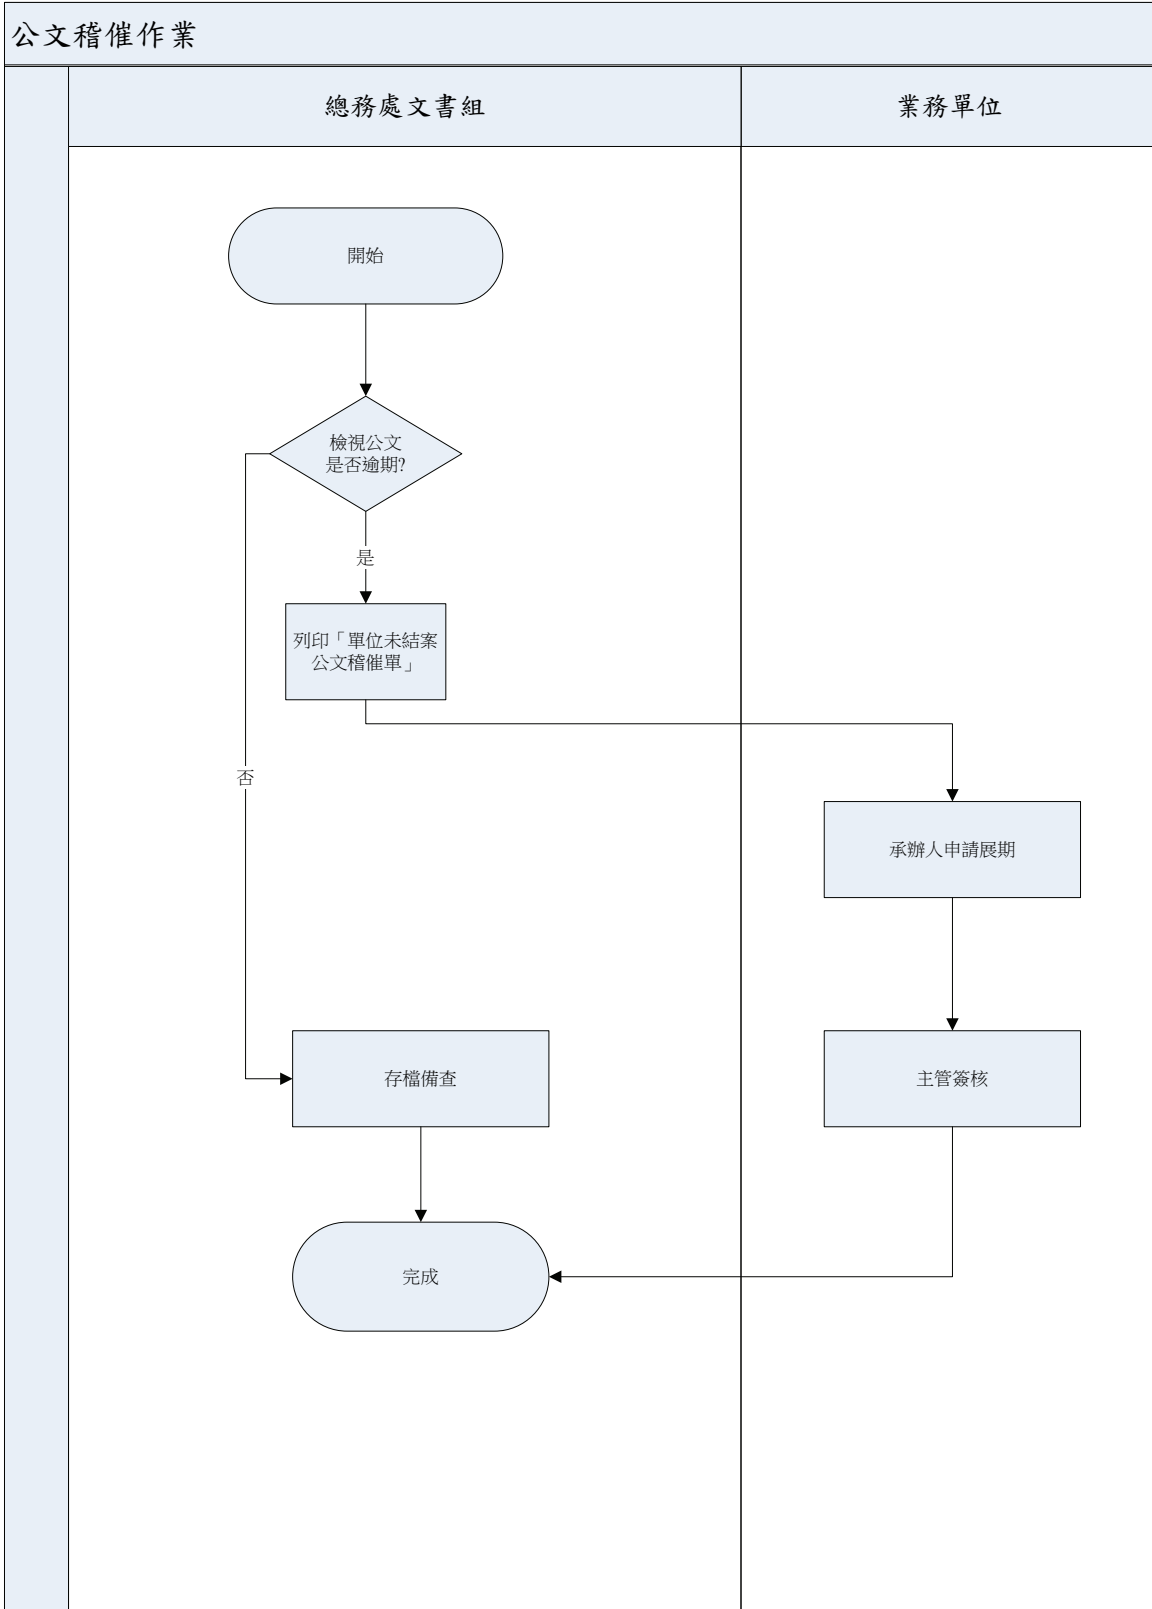 公文稽催作業
總務處文書組
業務單位
開始
檢視公文
是否逾期?
是
列印「單位未結案
公文稽催單」
否
承辦人申請展期
存檔備查
主管簽核
完成